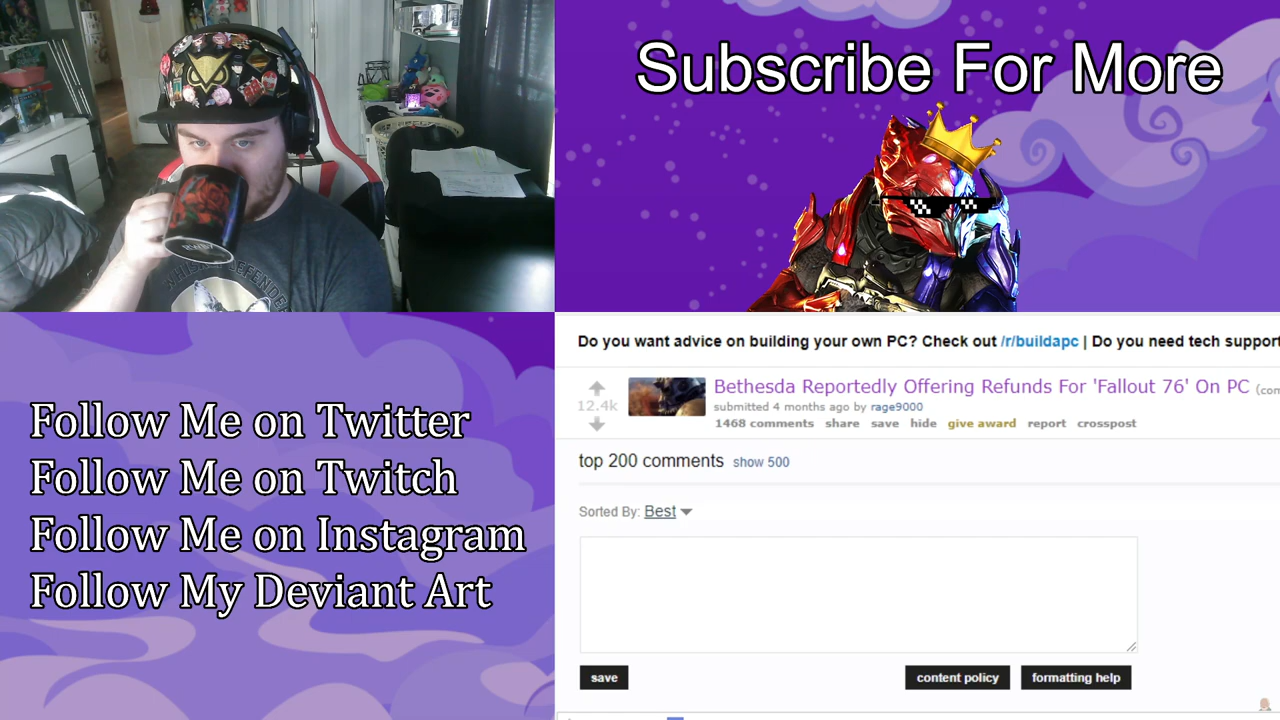 Subscribe For More
RWBY
Follow Me on Twitter
Follow Me on Twitch
Follow Me on Instagram
Follow My Deviant Art
Do you want advice on building your own PC? Check out /r/buildapc | Do you need tech support
Bethesda Reportedly Offering Refunds For 'Fallout 76' On PC (com
12.4k
submitted 4 months ago by rage9000
1468 comments share save hide give award report crosspost
top 200 comments show 500
Sorted By: Best
save
content policy
formatting help